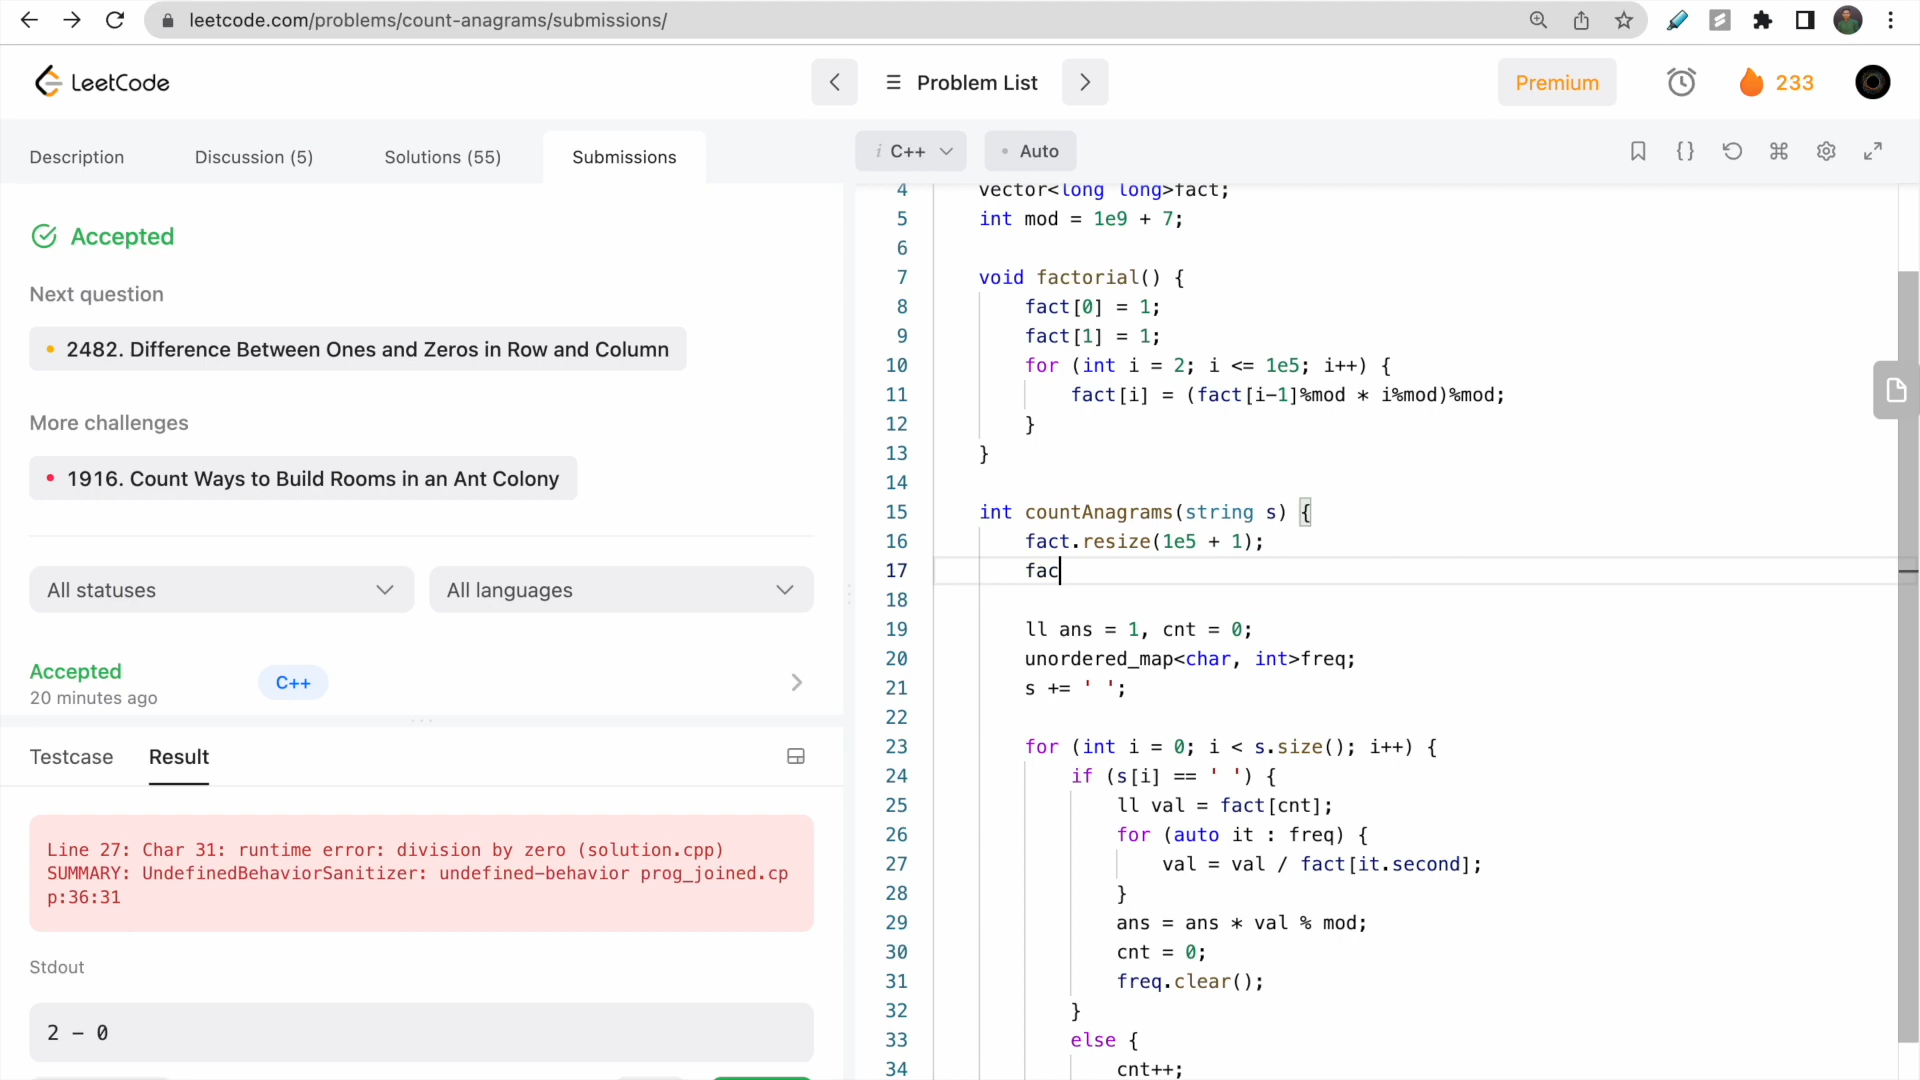 leetcode.com/problems/count-anagrams/submissions/
LeetCode
Problem List
Premium
233
Description
Discussion (5)
Solutions (55)
Submissions
Accepted
Next question
2482. Difference Between Ones and Zeros in Row and Column
More challenges
1916. Count Ways to Build Rooms in an Ant Colony
All statuses
All languages
Accepted
20 minutes ago
C++
Testcase
Result
Line 27: Char 31: runtime error: division by zero (solution.cpp)
SUMMARY: UndefinedBehaviorSanitizer: undefined-behavior prog_joined.cp
p:36:31
Stdout
2 - 0
i C++
Auto
4 vector<long long>fact;
5 int mod = 1e9 + 7;
6
7 void factorial() {
8 fact[0] = 1;
9 fact[1] = 1;
10 for (int i = 2; i <= 1e5; i++) {
11 fact[i] = (fact[i-1]%mod * i%mod)%mod;
12 }
13 }
14
15 int countAnagrams(string s) {
16 fact.resize(1e5 + 1);
17 fac
18
19 ll ans = 1, cnt = 0;
20 unordered_map<char, int>freq;
21 s += ' ';
22
23 for (int i = 0; i < s.size(); i++) {
24 if (s[i] == ' ') {
25 ll val = fact[cnt];
26 for (auto it : freq) {
27 val = val / fact[it.second];
28 }
29 ans = ans * val % mod;
30 cnt = 0;
31 freq.clear();
32 }
33 else {
34 cnt++;